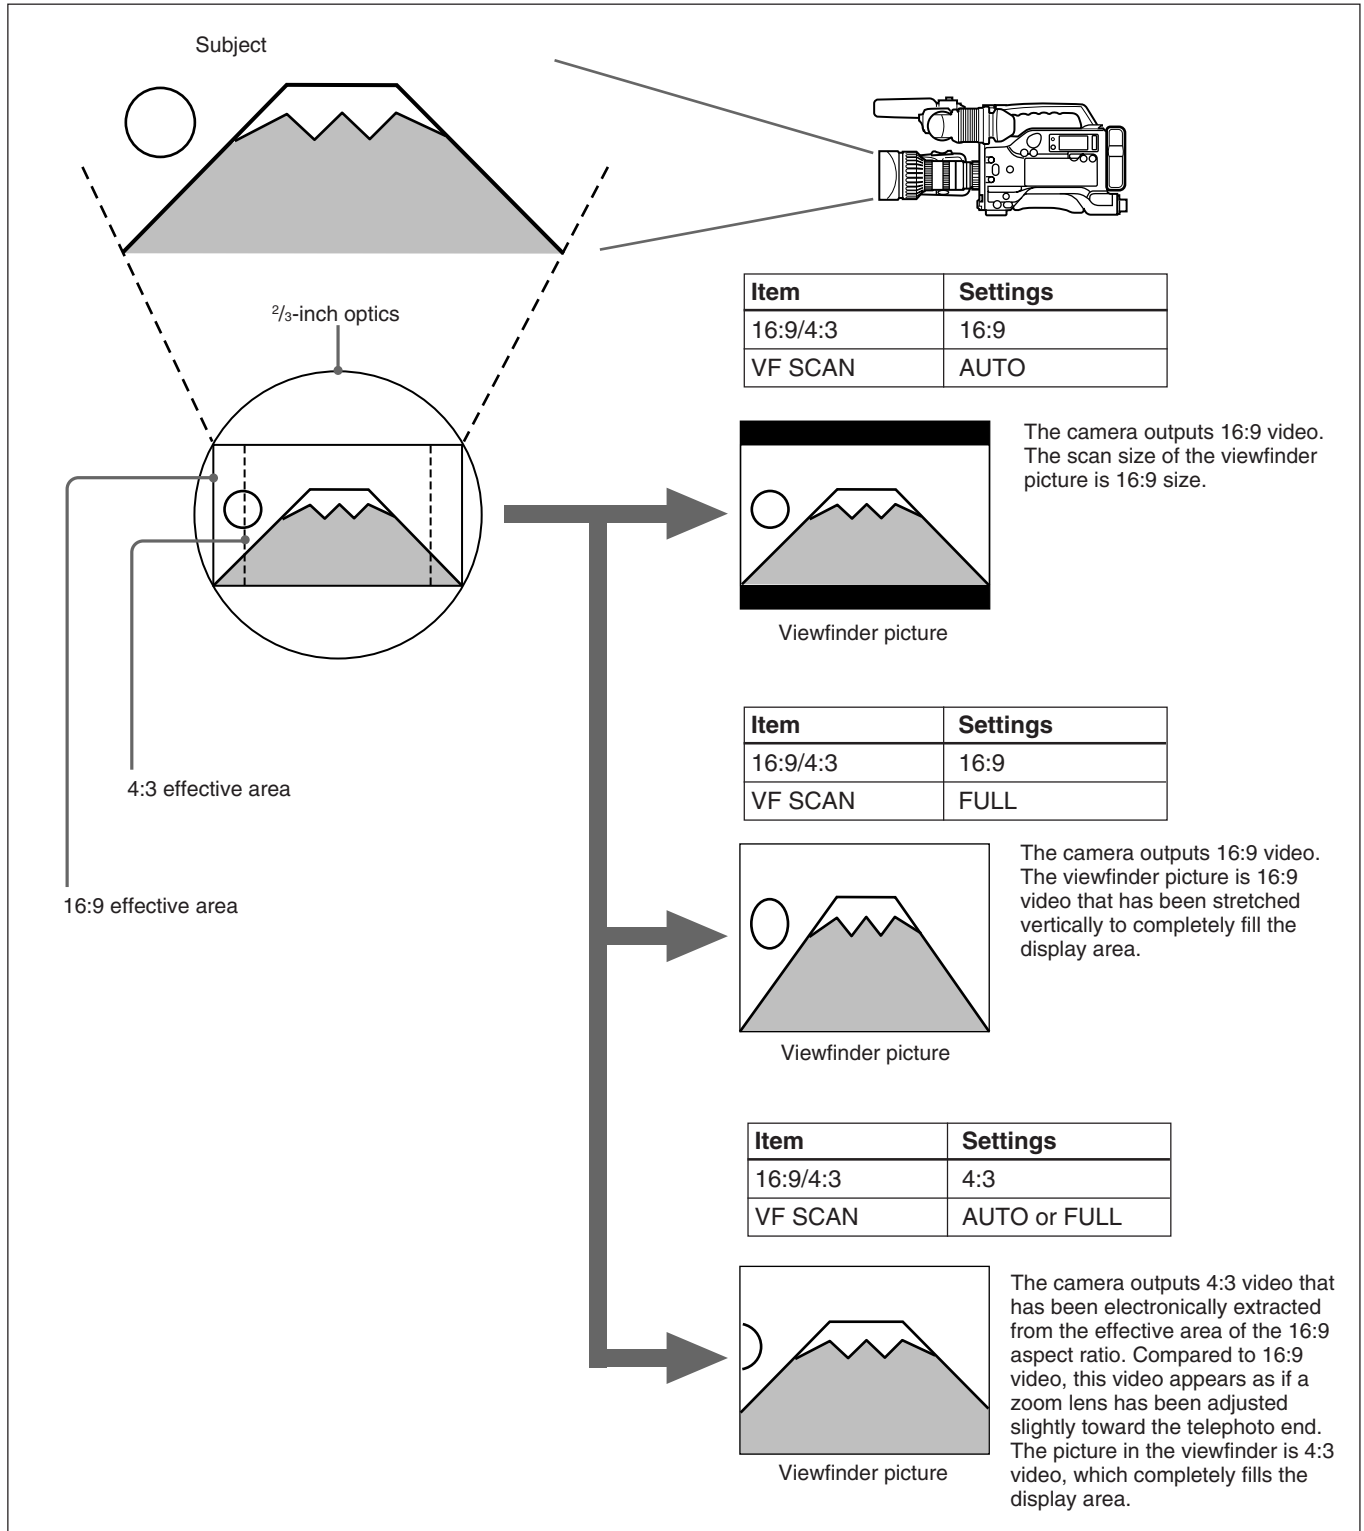 Subject
2/3-inch optics
Item Settings
16:9/4:3 16:9
VF SCAN AUTO
The camera outputs 16:9 video.
The scan size of the viewfinder
picture is 16:9 size.
Viewfinder picture
4:3 effective area
16:9 effective area
Item Settings
16:9/4:3 16:9
VF SCAN FULL
The camera outputs 16:9 video.
The viewfinder picture is 16:9
video that has been stretched
vertically to completely fill the
display area.
Viewfinder picture
Item Settings
16:9/4:3 4:3
VF SCAN AUTO or FULL
The camera outputs 4:3 video that
has been electronically extracted
from the effective area of the 16:9
aspect ratio. Compared to 16:9
video, this video appears as if a
zoom lens has been adjusted
slightly toward the telephoto end.
The picture in the viewfinder is 4:3
video, which completely fills the
display area.
Viewfinder picture